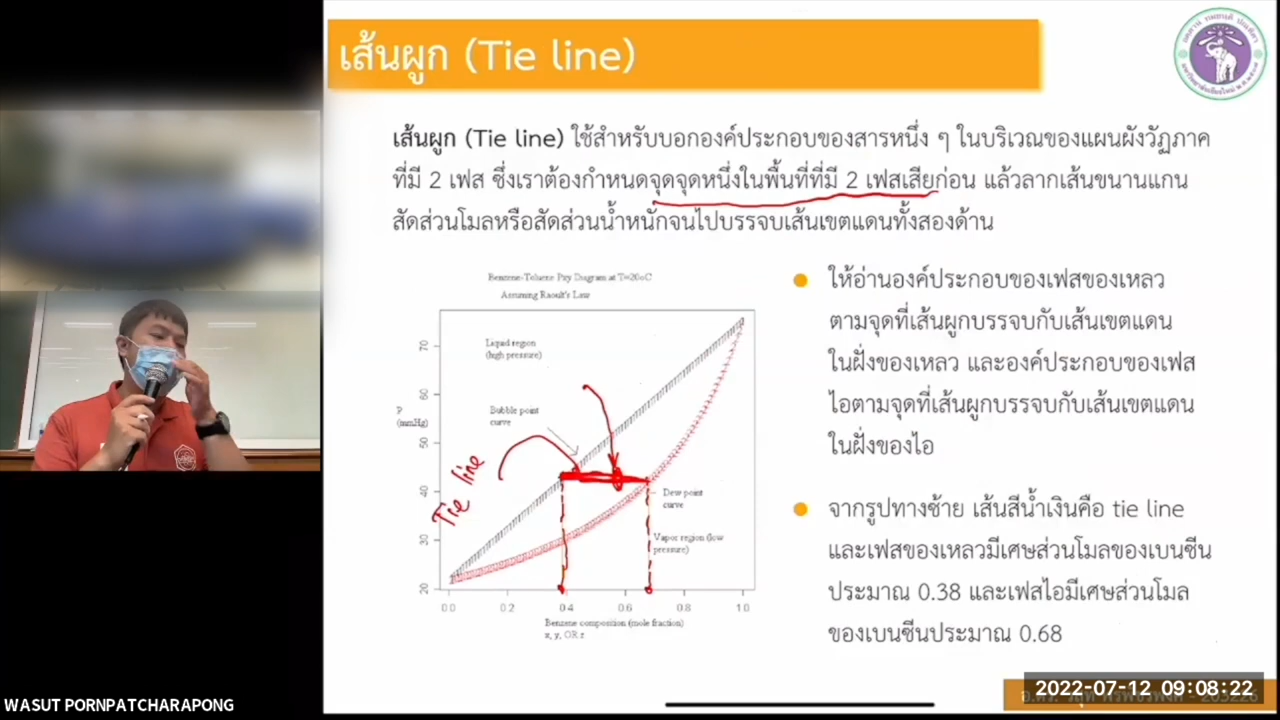 เส้นผูก (Tie line)
เส้นผูก (Tie line) ใช้สำหรับบอกองค์ประกอบของสารหนึ่ง ๆ ในบริเวณของแผนผังวัฏภาค
ที่มี 2 เฟส ซึ่งเราต้องกำหนดจุดจุดหนึ่งในพื้นที่ที่มี 2 เฟสเสียก่อน แล้วลากเส้นขนานแกน
สัดส่วนโมลหรือสัดส่วนน้ำหนักจนไปบรรจบเส้นเขตแดนทั้งสองด้าน
Benzene-Toluene Pxy Diagram at T=20oC
Assuming Raoult's Law
Liquid region
(high pressure)
Bubble point
curve
P
(mmHg)
70
60
50
40
30
20
Tie line
Dew point
curve
Vapor region (low
pressure)
0.0 0.2 0.4 0.6 0.8 1.0
Benzene composition (mole fraction)
x, y, OR z
ให้อ่านองค์ประกอบของเฟสของเหลว
ตามจุดที่เส้นผูกบรรจบกับเส้นเขตแดน
ในฝั่งของเหลว และองค์ประกอบของเฟส
ไอตามจุดที่เส้นผูกบรรจบกับเส้นเขตแดน
ในฝั่งของไอ
จากรูปทางซ้าย เส้นสีน้ำเงินคือ tie line
และเฟสของเหลวมีเศษส่วนโมลของเบนซีน
ประมาณ 0.38 และเฟสไอมีเศษส่วนโมล
ของเบนซีนประมาณ 0.68
2022-07-12 09:08:22
WASUT PORNPATCHARAPONG